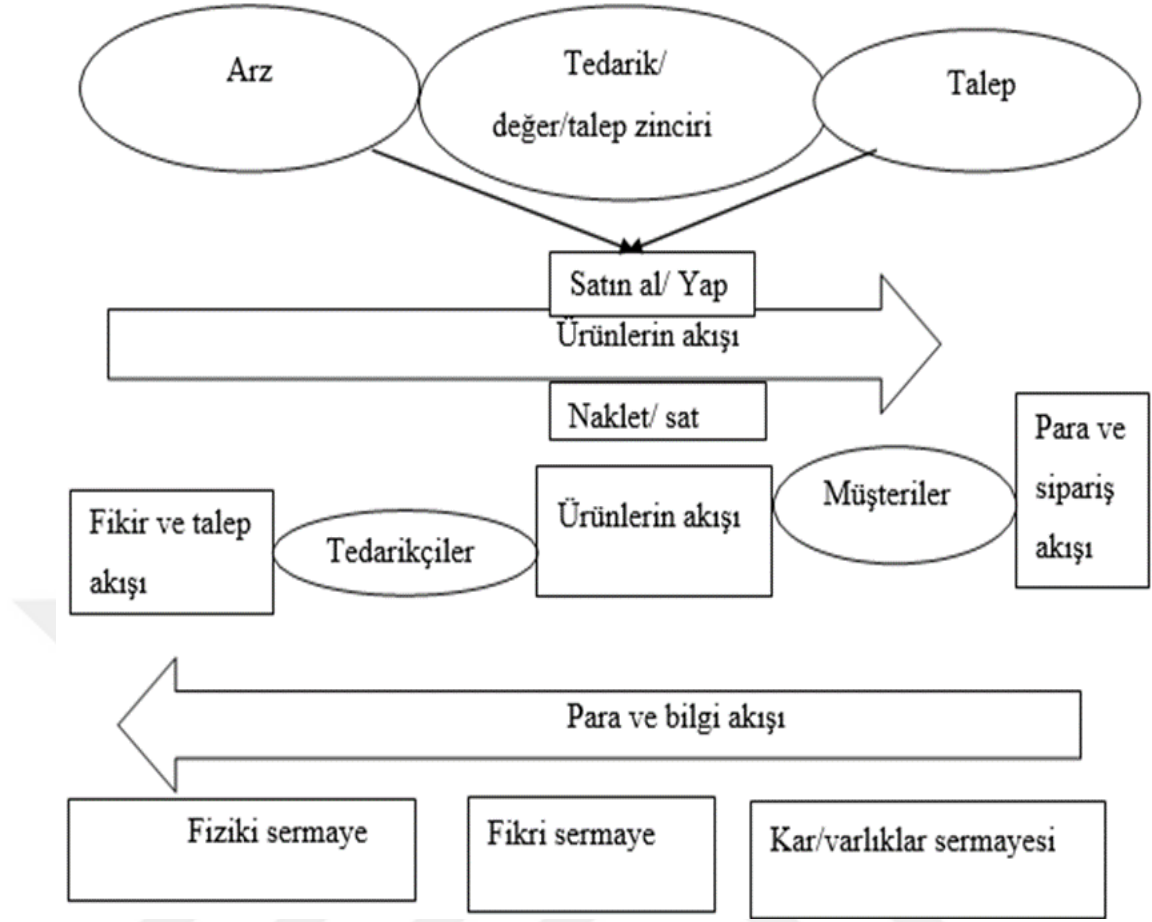 Arz
Tedarik/
değer/talep zinciri
Talep
Satın al/ Yap
Ürünlerin akışı
Naklet/ sat
Fikir ve talep
akışı
Tedarikçiler
Ürünlerin akışı
Müşteriler
Para ve
sipariş
akışı
Para ve bilgi akışı
Fiziki sermaye
Fikri sermaye
Kar/varlıklar sermayesi